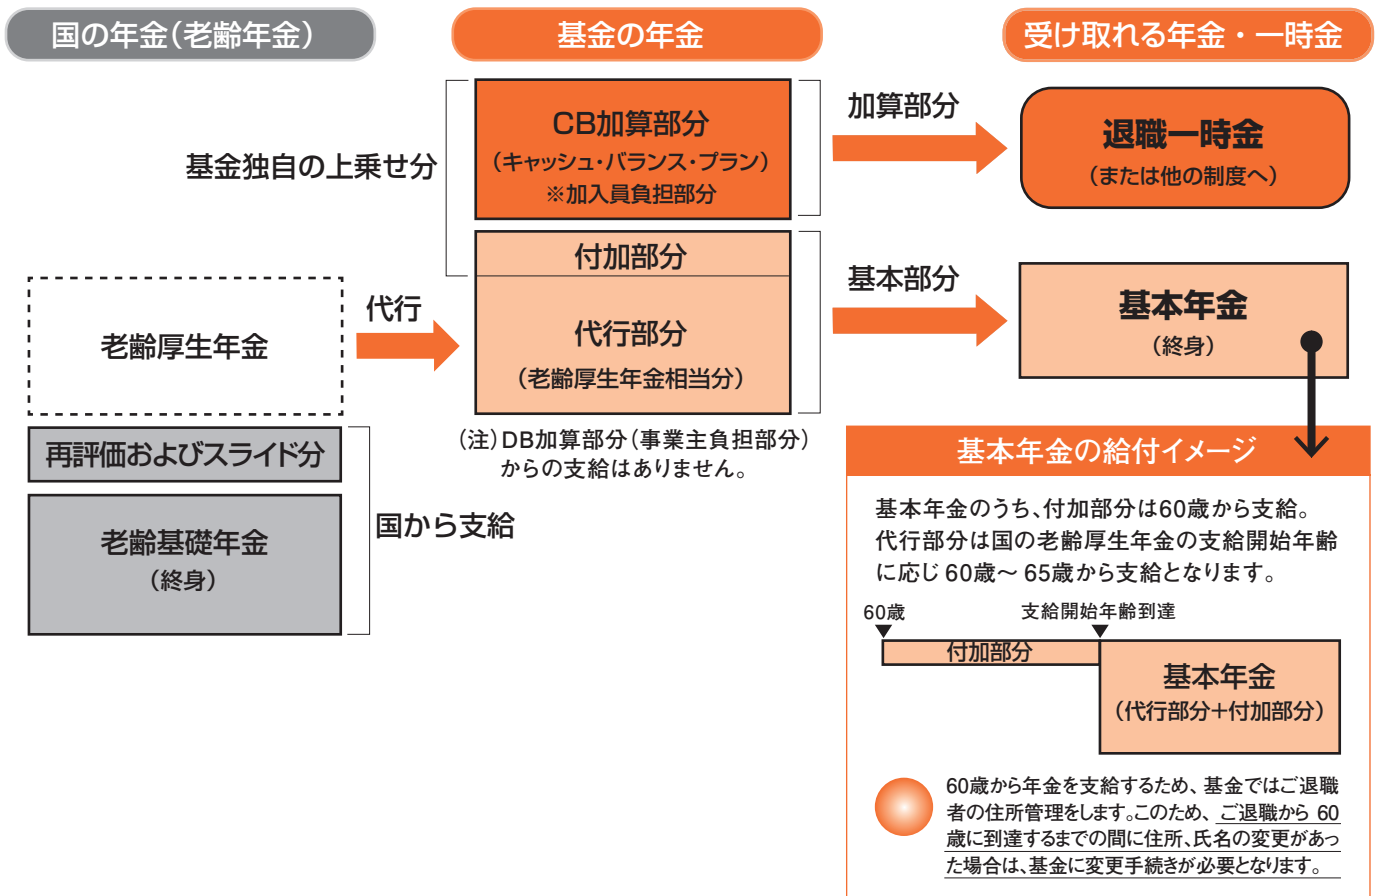 国の年金（老齢年金）
基金の年金
受け取れる年金・一時金
基金独自の上乗せ分
CB加算部分
（キャッシュ・バランス・プラン）
※加入員負担部分
加算部分
退職一時金
（または他の制度へ）
老齢厚生年金
代行
付加部分
代行部分
（老齢厚生年金相当分）
基本部分
基本年金
（終身）
再評価およびスライド分
老齢基礎年金
（終身）
国から支給
（注）DB加算部分（事業主負担部分）
からの支給はありません。
基本年金の給付イメージ
基本年金のうち、付加部分は60歳から支給。
代行部分は国の老齢厚生年金の支給開始年齢
に応じ 60歳～ 65歳から支給となります。
60歳
支給開始年齢到達
付加部分
基本年金
（代行部分＋付加部分）
60歳から年金を支給するため、基金ではご退職
者の住所管理をします。このため、ご退職から 60
歳に到達するまでの間に住所、氏名の変更があっ
た場合は、基金に変更手続きが必要となります。